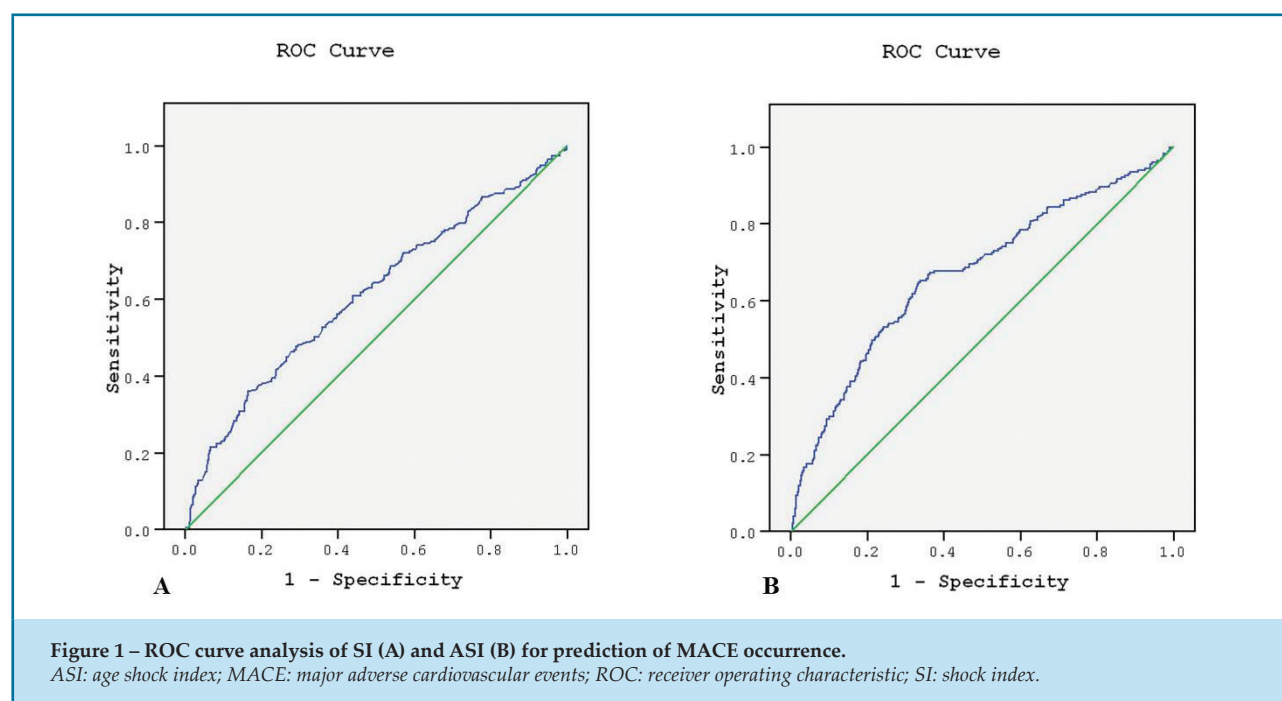 ROC Curve
1.0
0.8
0.6
0.4
0.2
0.0
Sensitivity
0.0 0.2 0.4 0.6 0.8 1.0
1 - Specificity
A
ROC Curve
1.0
0.8
0.6
0.4
0.2
0.0
Sensitivity
0.0 0.2 0.4 0.6 0.8 1.0
1 - Specificity
B
Figure 1 – ROC curve analysis of SI (A) and ASI (B) for prediction of MACE occurrence.
ASI: age shock index; MACE: major adverse cardiovascular events; ROC: receiver operating characteristic; SI: shock index.